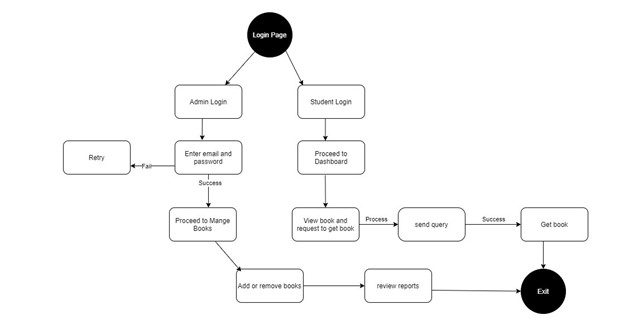 Login Page
Admin Login
Student Login
Retry
Fail
Enter email and
password
Proceed to
Dashboard
Success
Proceed to Mange
Books
View book and
request to get book
Process
send query
Success
Get book
Add or remove books
review reports
Exit